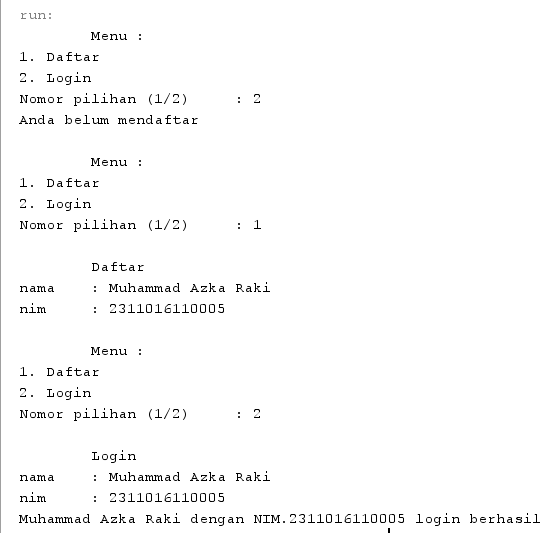 run:
Menu :
1. Daftar
2. Login
Nomor pilihan (1/2) : 2
Anda belum mendaftar
Menu :
1. Daftar
2. Login
Nomor pilihan (1/2) : 1
Daftar
nama : Muhammad Azka Raki
nim : 2311016110005
Menu :
1. Daftar
2. Login
Nomor pilihan (1/2) : 2
Login
nama : Muhammad Azka Raki
nim : 2311016110005
Muhammad Azka Raki dengan NIM.2311016110005 login berhasil